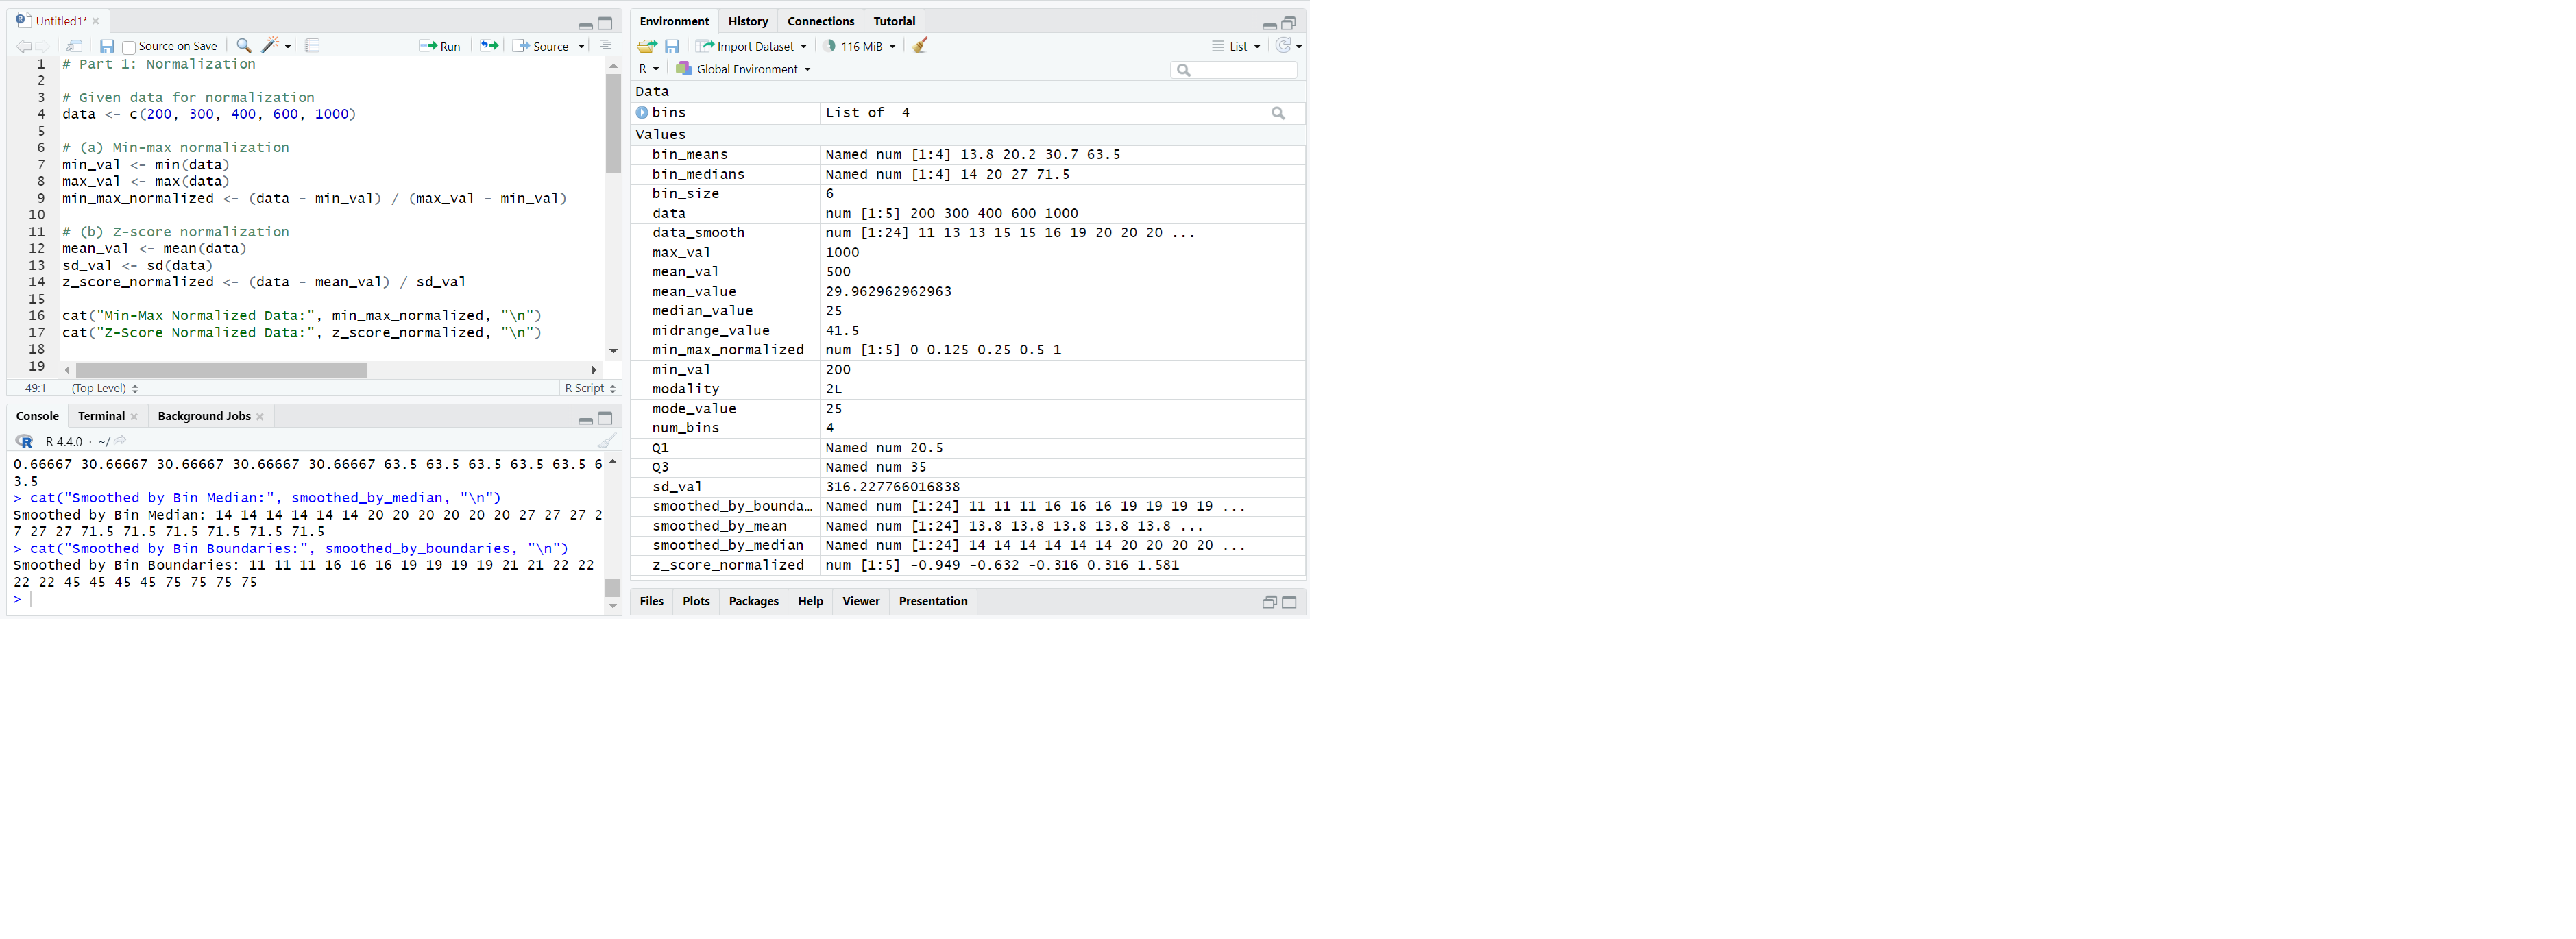 Untitled1*
Source on Save
Run
Source
1 # Part 1: Normalization
2
3 # Given data for normalization
4 data <- c(200, 300, 400, 600, 1000)
5
6 # (a) Min-max normalization
7 min_val <- min(data)
8 max_val <- max(data)
9 min_max_normalized <- (data - min_val) / (max_val - min_val)
10
11 # (b) Z-score normalization
12 mean_val <- mean(data)
13 sd_val <- sd(data)
14 z_score_normalized <- (data - mean_val) / sd_val
15
16 cat("Min-Max Normalized Data:", min_max_normalized, "\n")
17 cat("Z-Score Normalized Data:", z_score_normalized, "\n")
18
19
49:1 (Top Level) R Script
Console Terminal Background Jobs
R 4.4.0 · ~/
0.66667 30.66667 30.66667 30.66667 30.66667 63.5 63.5 63.5 63.5 63.5 6
3.5
> cat("Smoothed by Bin Median:", smoothed_by_median, "\n")
Smoothed by Bin Median: 14 14 14 14 14 14 20 20 20 20 20 20 27 27 27 2
7 27 27 71.5 71.5 71.5 71.5 71.5 71.5
> cat("Smoothed by Bin Boundaries:", smoothed_by_boundaries, "\n")
Smoothed by Bin Boundaries: 11 11 11 16 16 16 19 19 19 19 21 21 22 22
22 22 45 45 45 45 75 75 75 75
>
Environment History Connections Tutorial
Import Dataset 116 MiB List
R Global Environment
Data
bins List of 4
Values
bin_means Named num [1:4] 13.8 20.2 30.7 63.5
bin_medians Named num [1:4] 14 20 27 71.5
bin_size 6
data num [1:5] 200 300 400 600 1000
data_smooth num [1:24] 11 13 13 15 15 16 19 20 20 20 ...
max_val 1000
mean_val 500
mean_value 29.962962962963
median_value 25
midrange_value 41.5
min_max_normalized num [1:5] 0 0.125 0.25 0.5 1
min_val 200
modality 2L
mode_value 25
num_bins 4
Q1 Named num 20.5
Q3 Named num 35
sd_val 316.227766016838
smoothed_by_bounda… Named num [1:24] 11 11 11 16 16 16 19 19 19 19 ...
smoothed_by_mean Named num [1:24] 13.8 13.8 13.8 13.8 13.8 ...
smoothed_by_median Named num [1:24] 14 14 14 14 14 14 20 20 20 20 ...
z_score_normalized num [1:5] -0.949 -0.632 -0.316 0.316 1.581
Files Plots Packages Help Viewer Presentation